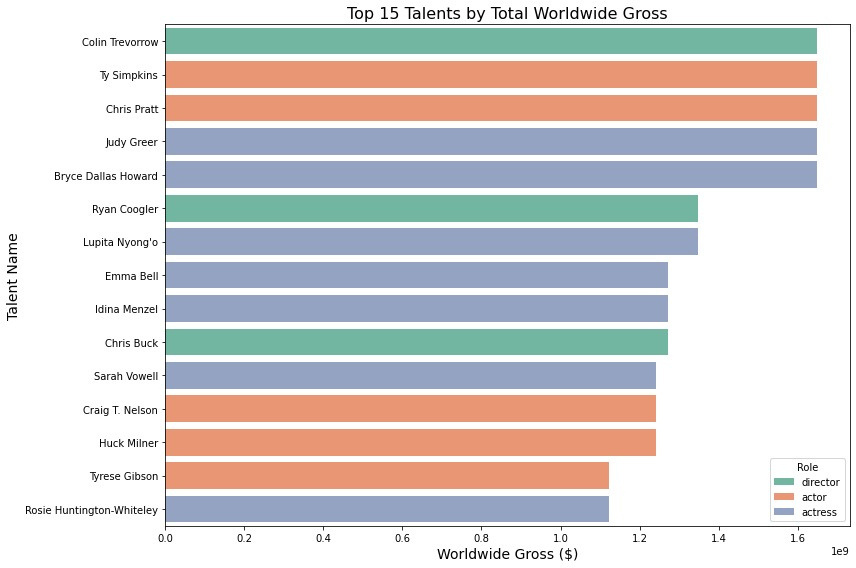 Top 15 Talents by Total Worldwide Gross
Talent Name
Colin Trevorrow
Ty Simpkins
Chris Pratt
Judy Greer
Bryce Dallas Howard
Ryan Coogler
Lupita Nyong'o
Emma Bell
Idina Menzel
Chris Buck
Sarah Vowell
Craig T. Nelson
Huck Milner
Tyrese Gibson
Rosie Huntington-Whiteley
Role
director
actor
actress
0.0 0.2 0.4 0.6 0.8 1.0 1.2 1.4 1.6
1e9
Worldwide Gross ($)